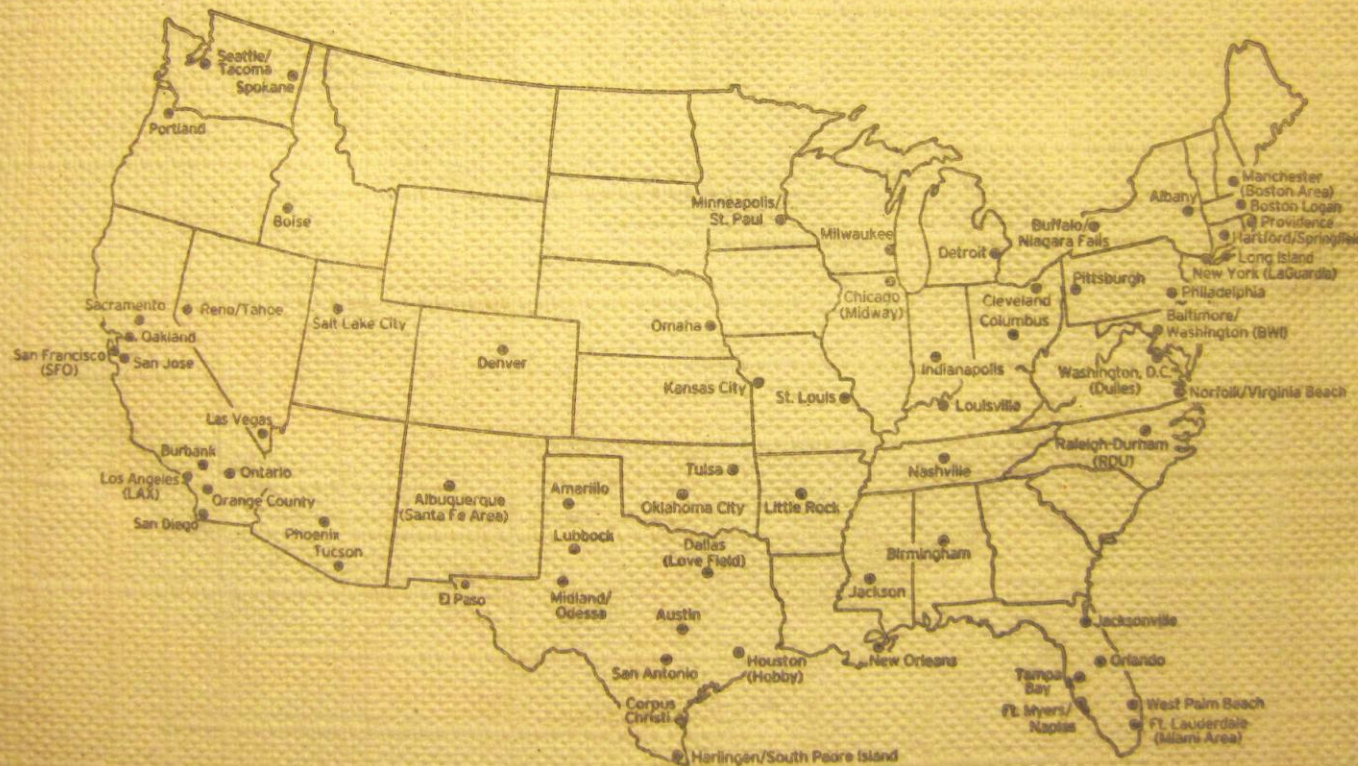 Seattle/
Tacoma
Spokane
Portland
Boise
Minneapolis/
St. Paul
Milwaukee
Detroit
Buffalo/
Niagara Falls
Albany
Manchester
(Boston Area)
Boston Logan
Providence
Hartford/Springfield
Long Island
New York (LaGuardia)
Pittsburgh
Philadelphia
Baltimore/
Washington (BWI)
Cleveland
Columbus
Chicago
(Midway)
Sacramento
Reno/Tahoe
Salt Lake City
Oakland
San Francisco
(SFO)
San Jose
Denver
Omaha
Indianapolis
Washington, D.C.
(Dulles)
Norfolk/Virginia Beach
Kansas City
St. Louis
Louisville
Las Vegas
Burbank
Ontario
Los Angeles
(LAX)
Orange County
San Diego
Phoenix
Tucson
Albuquerque
(Santa Fe Area)
Amarillo
Lubbock
Tulsa
Oklahoma City
Little Rock
Nashville
Raleigh-Durham
(RDU)
Birmingham
Jackson
Dallas
(Love Field)
El Paso
Midland/
Odessa
Austin
San Antonio
Houston
(Hobby)
New Orleans
Jacksonville
Orlando
Tampa
Bay
Ft. Myers/
Naples
West Palm Beach
Ft. Lauderdale
(Miami Area)
Corpus
Christi
Harlingen/South Padre Island